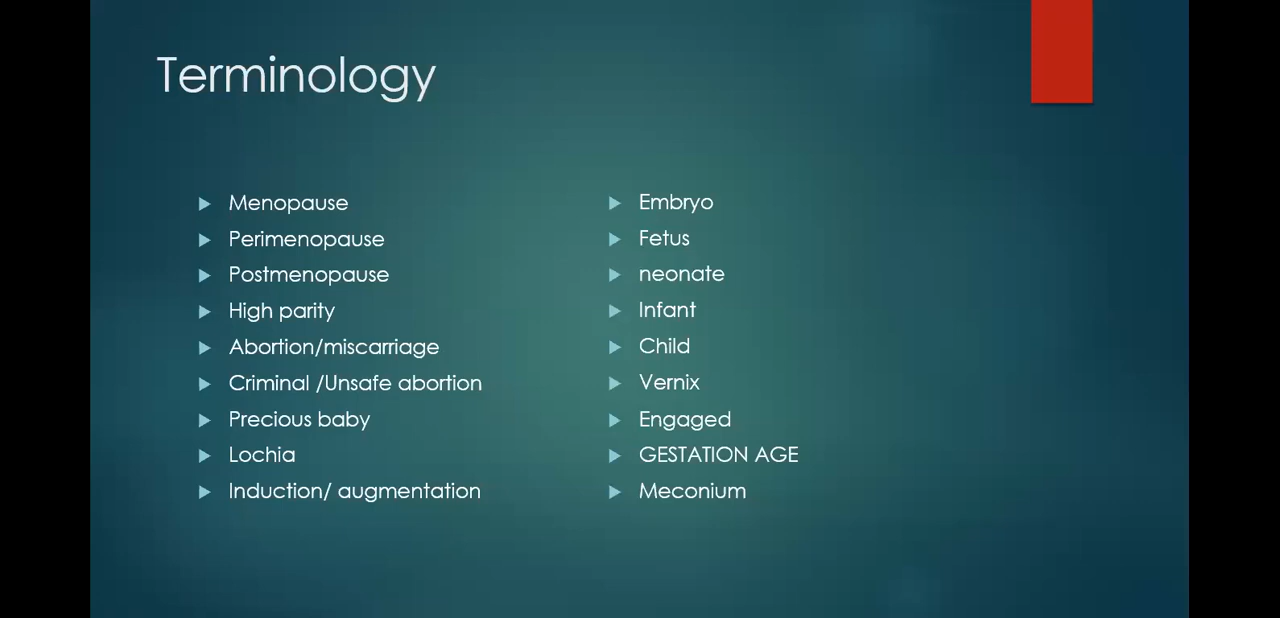 Terminology
Menopause
Perimenopause
Postmenopause
High parity
Abortion/miscarriage
Criminal /Unsafe abortion
Precious baby
Lochia
Induction/ augmentation
Embryo
Fetus
neonate
Infant
Child
Vernix
Engaged
GESTATION AGE
Meconium